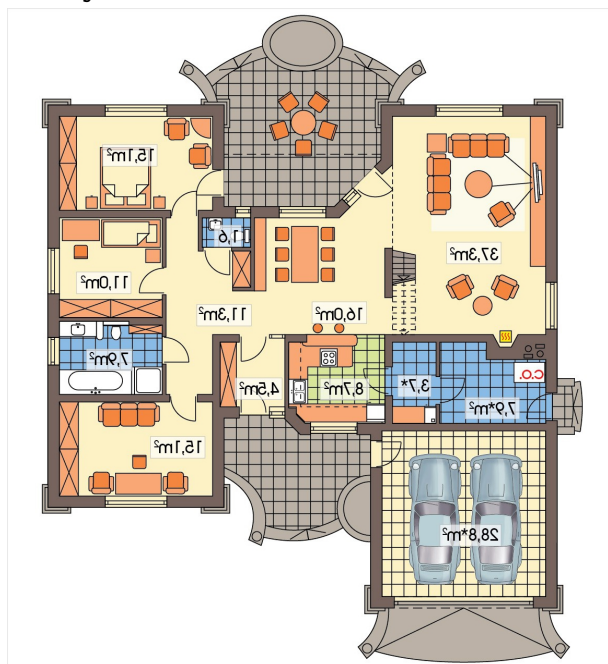 15,1m²
11,0m²
1,6
37,3m²
11,3m²
16,0m²
7,9m²
4,5m²
8,7m²
3,7*
C.O.
7,9*m²
15,1m²
28,8*m²